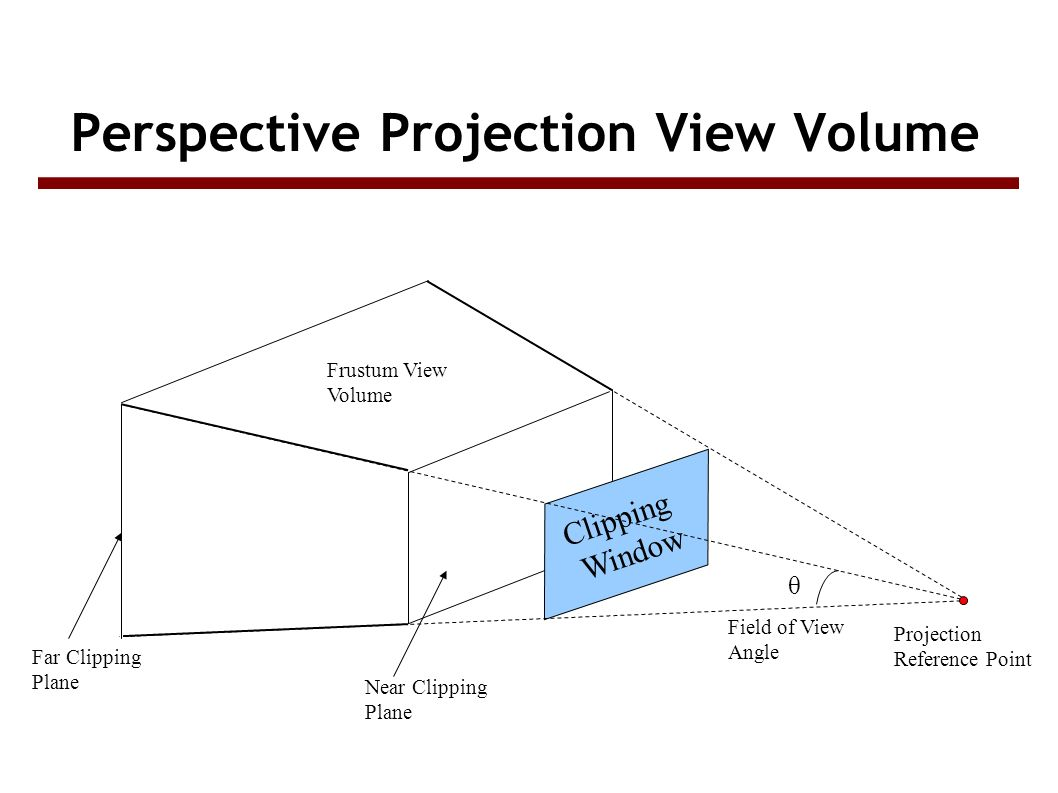 Perspective Projection View Volume
Frustum View
Volume
Clipping
Window
θ
Field of View
Angle
Projection
Reference Point
Far Clipping
Plane
Near Clipping
Plane